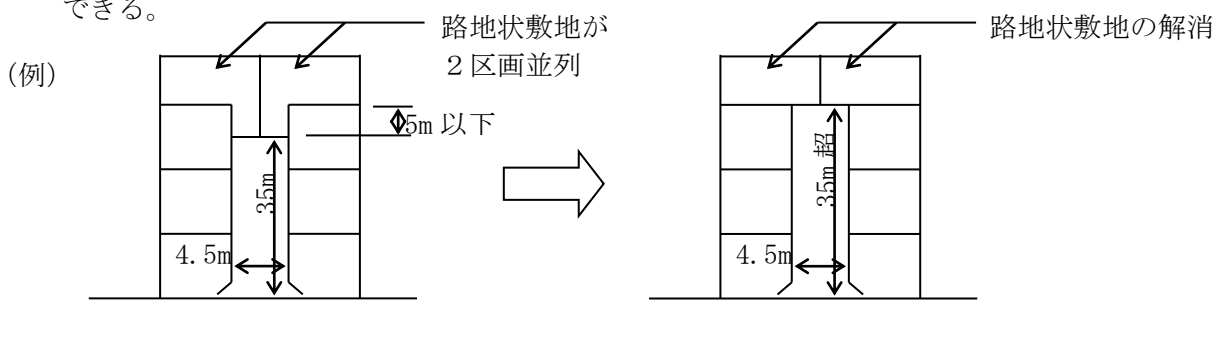 できる。
(例)
路地状敷地が
２区画並列
5m 以下
35m
4.5m
路地状敷地の解消
35m 超
4.5m